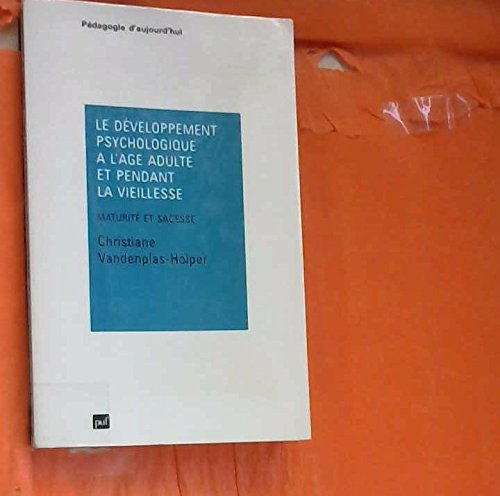 Pédagogie d'aujourd'hui
LE DÉVELOPPEMENT
PSYCHOLOGIQUE
A L'AGE ADULTE
ET PENDANT
LA VIEILLESSE
MATURITÉ ET SAGESSE
Christiane
Vandenplas-Holper
puf